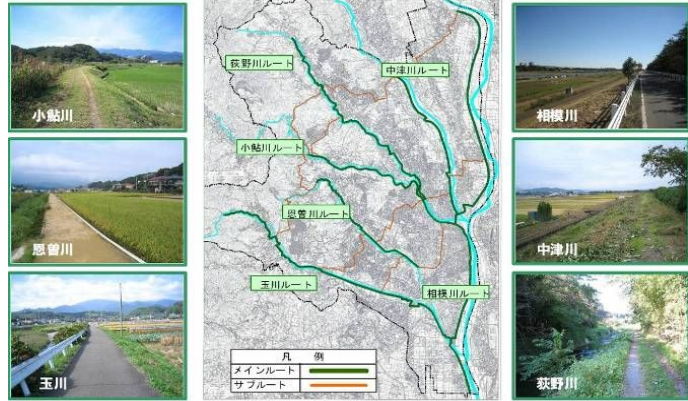 小鮎川
恩曽川
玉川
荻野川ルート
中津川ルート
小鮎川ルート
恩曽川ルート
玉川ルート
相模川ルート
凡 例
メインルート
サブルート
相模川
中津川
荻野川